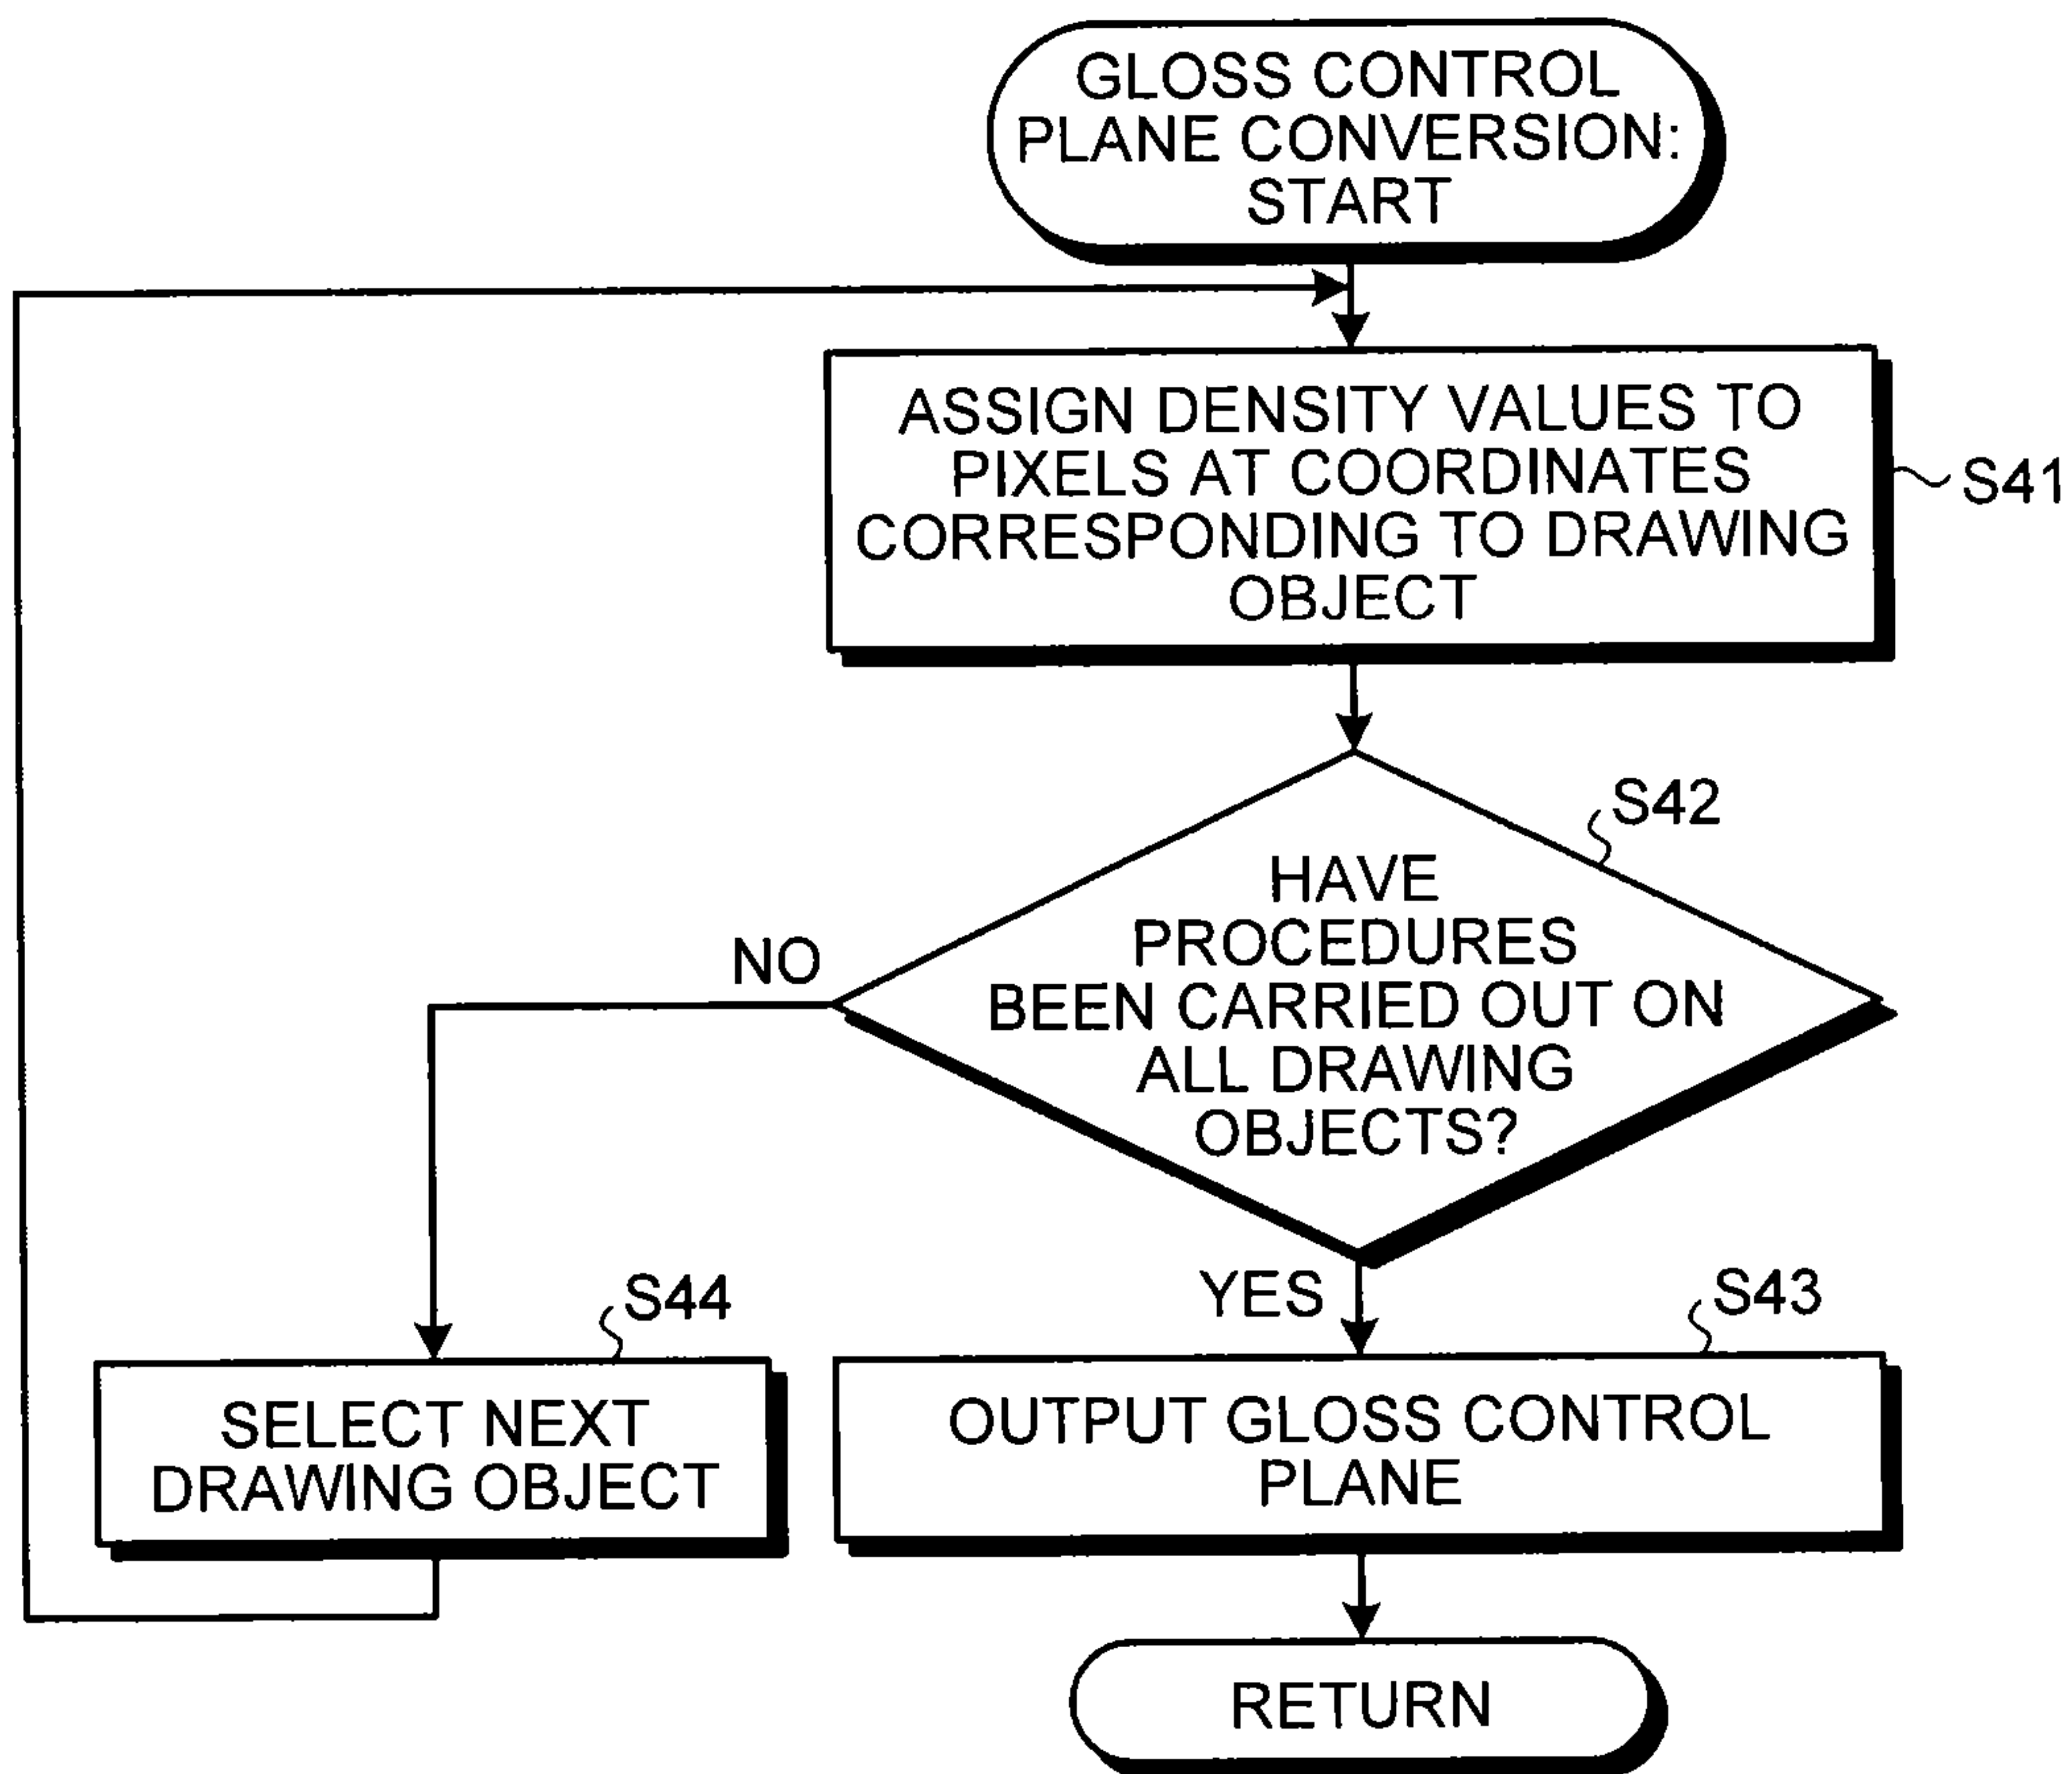 GLOSS CONTROL
PLANE CONVERSION:
START
ASSIGN DENSITY VALUES TO
PIXELS AT COORDINATES
CORRESPONDING TO DRAWING
OBJECT
S41
S42
HAVE
PROCEDURES
BEEN CARRIED OUT ON
ALL DRAWING
OBJECTS?
NO
YES
S44
SELECT NEXT
DRAWING OBJECT
S43
OUTPUT GLOSS CONTROL
PLANE
RETURN